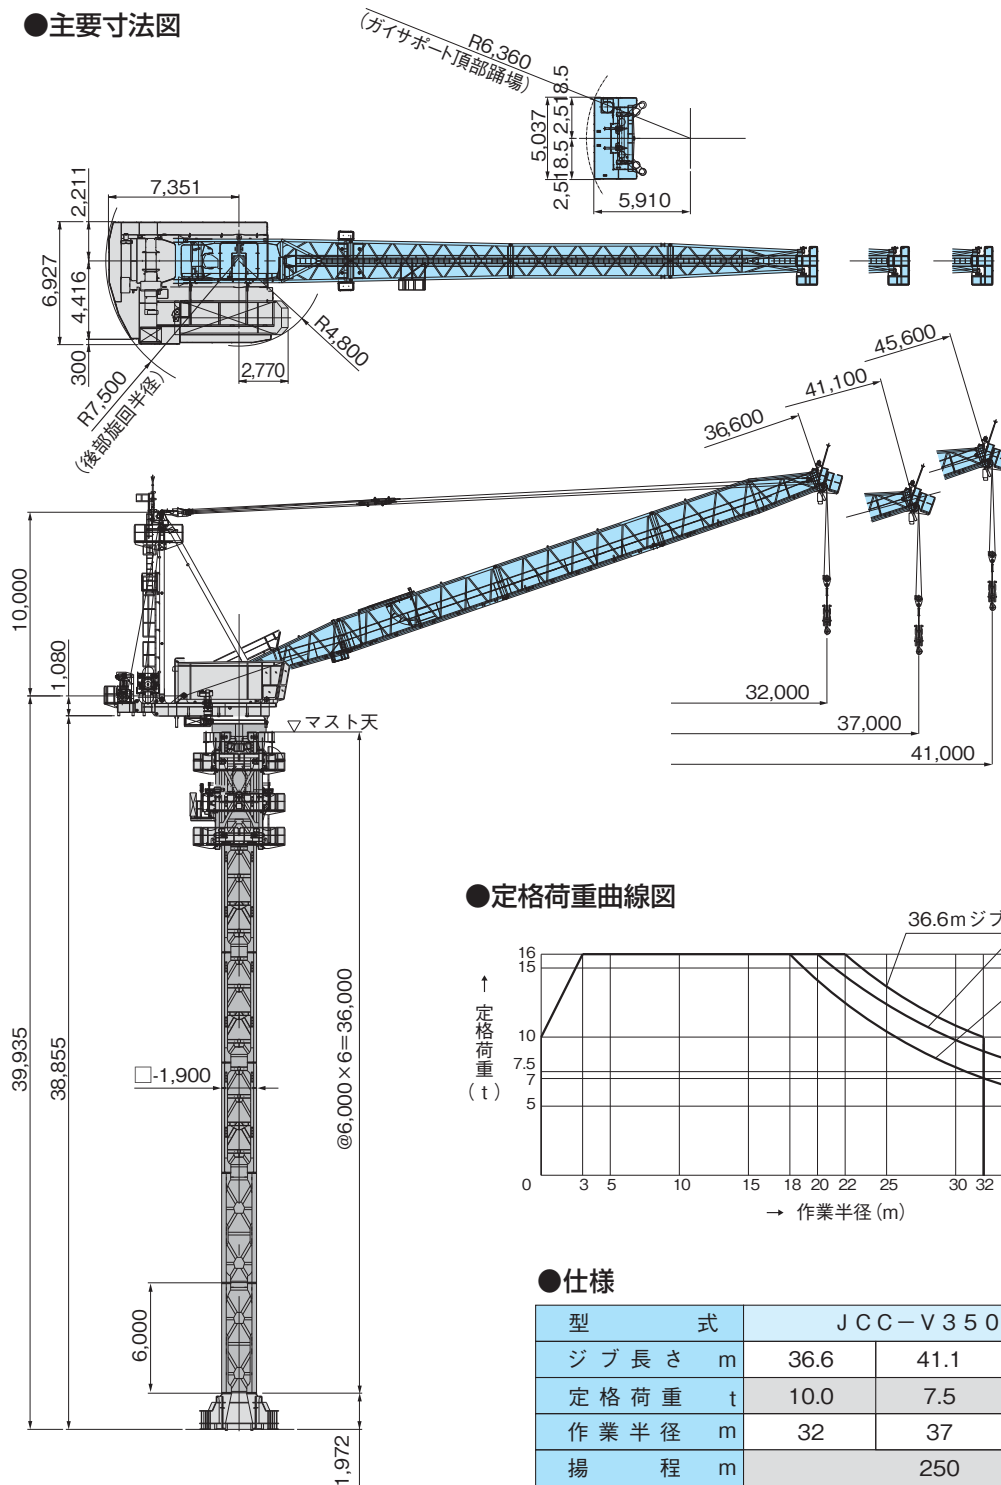 ●主要寸法図
R6,360
(ガイサポート頂部踊場)
5,037
2,518.5
2,518.5
5,910
7,351
2,211
6,927
4,416
300
R4,800
2,770
R7,500
(後部旋回半径)
45,600
41,100
36,600
10,000
1,080
32,000
37,000
41,000
▽マスト天
39,935
38,855
□-1,900
@6,000×6=36,000
6,000
1,972
●定格荷重曲線図
36.6mジブ
↑定格荷重(t)
16
15
10
7.5
7
5
0 3 5 10 15 18 20 22 25 30 32
→ 作業半径(m)
●仕様
型式 JCC-V350
ジブ長さ m 36.6 41.1
定格荷重 t 10.0 7.5
作業半径 m 32 37
揚程 m 250